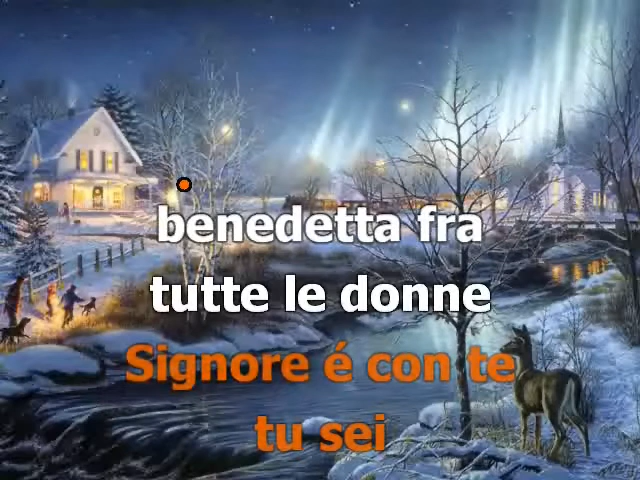 benedetta fra
tutte le donne
Signore é con te
tu sei